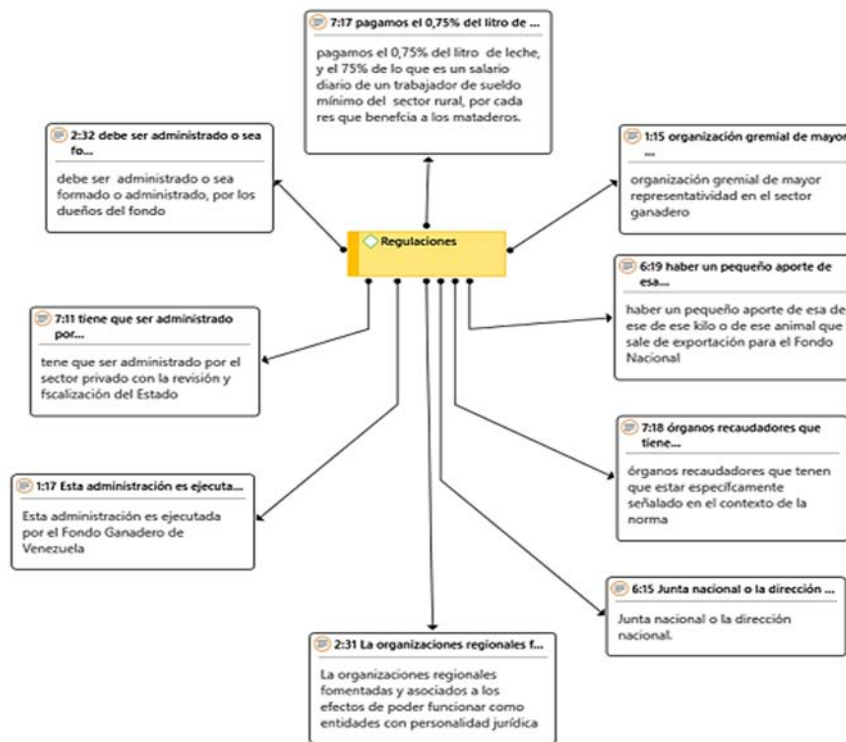 7:17 pagamos el 0,75% del litro de ...
pagamos el 0,75% del litro de leche,
y el 75% de lo que es un salario
diario de un trabajador de sueldo
mínimo del sector rural, por cada
res que benefcia a los mataderos.
2:32 debe ser administrado o sea
fo...
debe ser administrado o sea
formado o administrado, por los
dueños del fondo
1:15 organización gremial de mayor
...
organización gremial de mayor
representatividad en el sector
ganadero
Regulaciones
6:19 haber un pequeño aporte de
esa...
haber un pequeño aporte de esa de
ese de ese kilo o de ese animal que
sale de exportación para el Fondo
Nacional
7:11 tiene que ser administrado
por...
tene que ser administrado por el
sector privado con la revisión y
fscalización del Estado
7:18 órganos recaudadores que
tiene...
órganos recaudadores que tenen
que estar específcamente
señalado en el contexto de la
norma
1:17 Esta administración es ejecuta...
Esta administración es ejecutada
por el Fondo Ganadero de
Venezuela
6:15 Junta nacional o la dirección ...
Junta nacional o la dirección
nacional.
2:31 La organizaciones regionales f...
La organizaciones regionales
fomentadas y asociados a los
efectos de poder funcionar como
entidades con personalidad jurídica